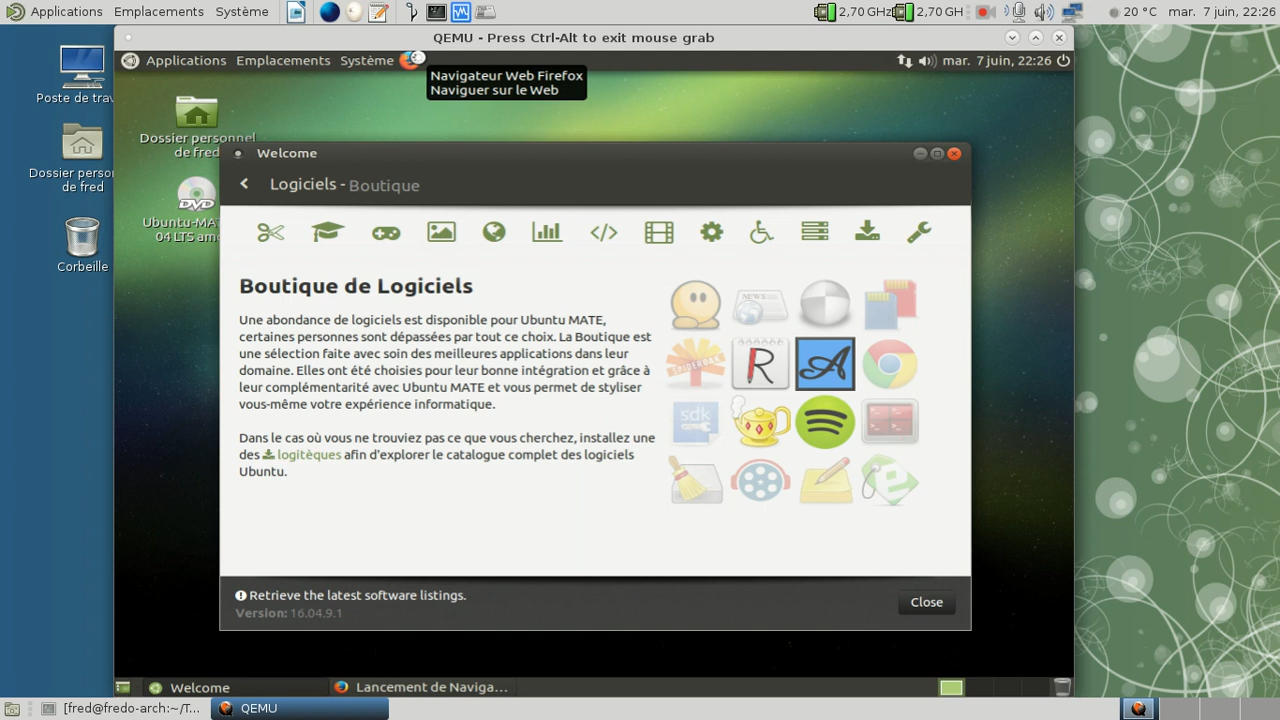 Applications Emplacements Système 2,70 GHz 2,70 GH 20 °C mar. 7 juin, 22:26
QEMU - Press Ctrl-Alt to exit mouse grab
Applications Emplacements Système mar. 7 juin, 22:26
Navigateur Web Firefox
Naviguer sur le Web
Poste de trav
Dossier person
de fred
Corbeille
Dossier personnel
de fred
DVD
Ubuntu-MAT
04 LTS am
Welcome
Logiciels - Boutique
Boutique de Logiciels
Une abondance de logiciels est disponible pour Ubuntu MATE,
certaines personnes sont dépassées par tout ce choix. La Boutique est
une sélection faite avec soin des meilleures applications dans leur
domaine. Elles ont été choisies pour leur bonne intégration et grâce à
leur complémentarité avec Ubuntu MATE et vous permet de styliser
vous-même votre expérience informatique.
Dans le cas où vous ne trouviez pas ce que vous cherchez, installez une
des logitèques afin d'explorer le catalogue complet des logiciels
Ubuntu.
NEWS
SPIDEROAK
R A
sdk
Retrieve the latest software listings.
Version: 16.04.9.1
Close
Welcome Lancement de Naviga...
[fred@fredo-arch:~/T... QEMU